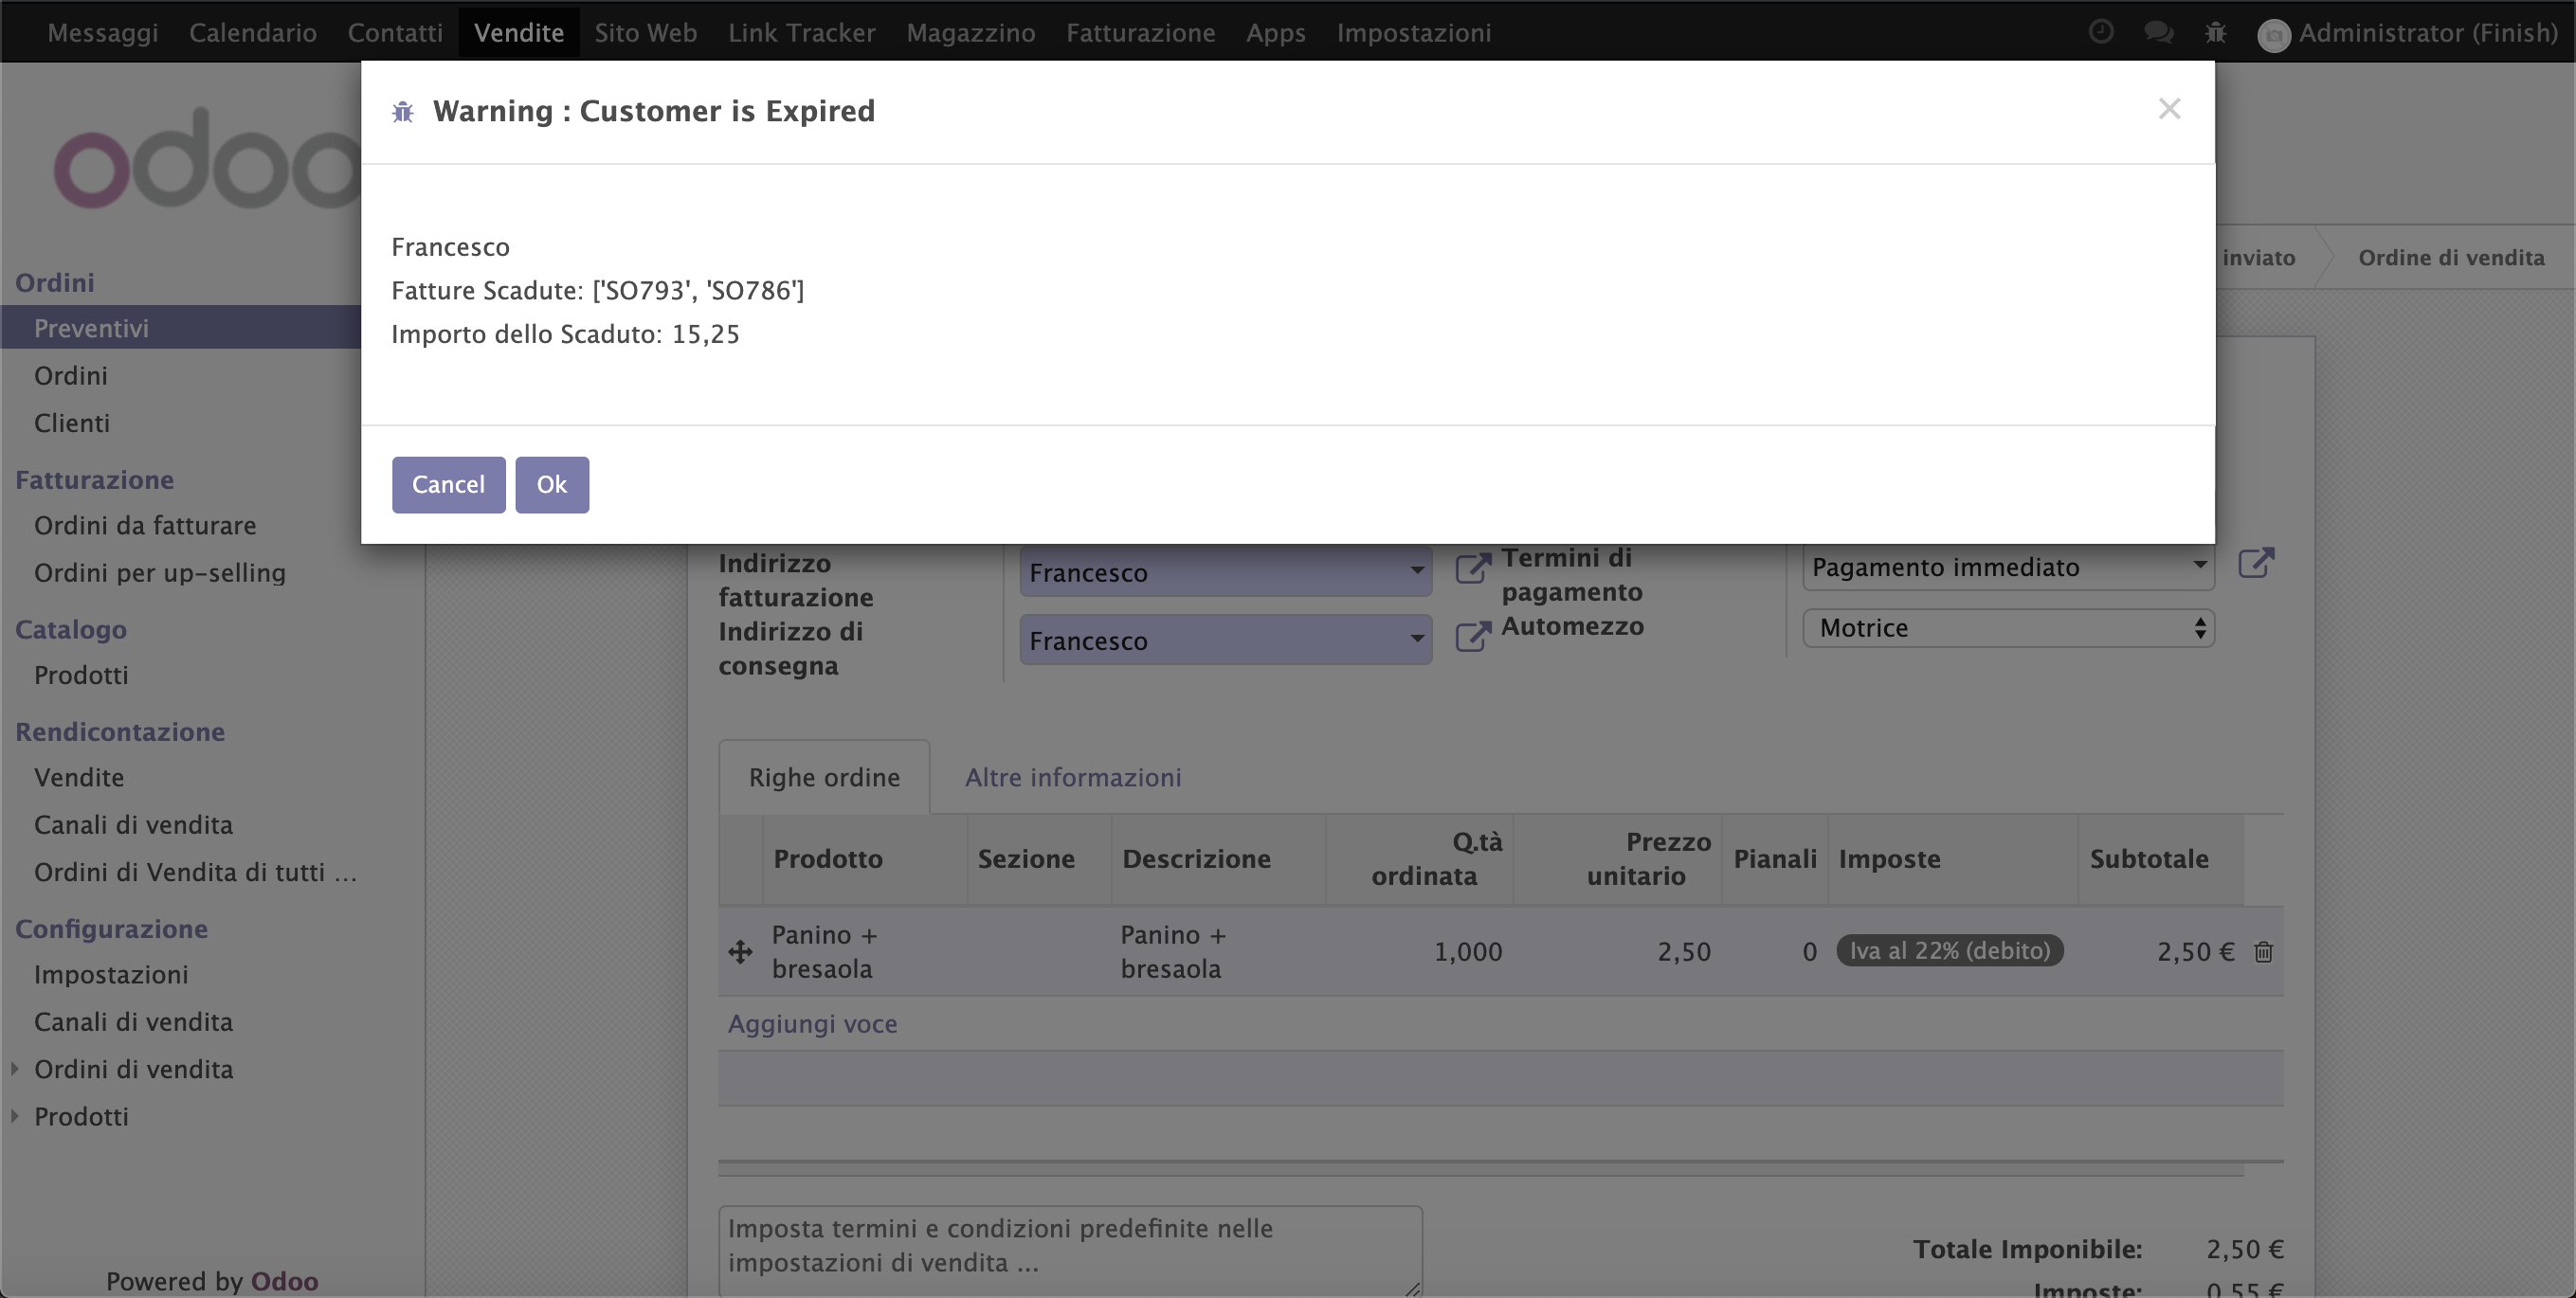 Messaggi Calendario Contatti Vendite Sito Web Link Tracker Magazzino Fatturazione Apps Impostazioni Administrator (Finish)
odoo
Warning : Customer is Expired
Francesco
Fatture Scadute: ['SO793', 'SO786']
Importo dello Scaduto: 15,25
Cancel Ok
inviato Ordine di vendita
Ordini
Preventivi
Ordini
Clienti
Fatturazione
Ordini da fatturare
Ordini per up-selling
Catalogo
Prodotti
Rendicontazione
Vendite
Canali di vendita
Ordini di Vendita di tutti ...
Configurazione
Impostazioni
Canali di vendita
Ordini di vendita
Prodotti
Powered by Odoo
Indirizzo
fatturazione
Francesco
Termini di
pagamento
Pagamento immediato
Indirizzo di
consegna
Francesco
Automezzo
Motrice
Righe ordine Altre informazioni
Prodotto Sezione Descrizione Q.tà ordinata Prezzo unitario Pianali Imposte Subtotale
Panino + bresaola Panino + bresaola 1,000 2,50 0 Iva al 22% (debito) 2,50 €
Aggiungi voce
Imposta termini e condizioni predefinite nelle
impostazioni di vendita ...
Totale Imponibile: 2,50 €
Imposte: 0,55 €